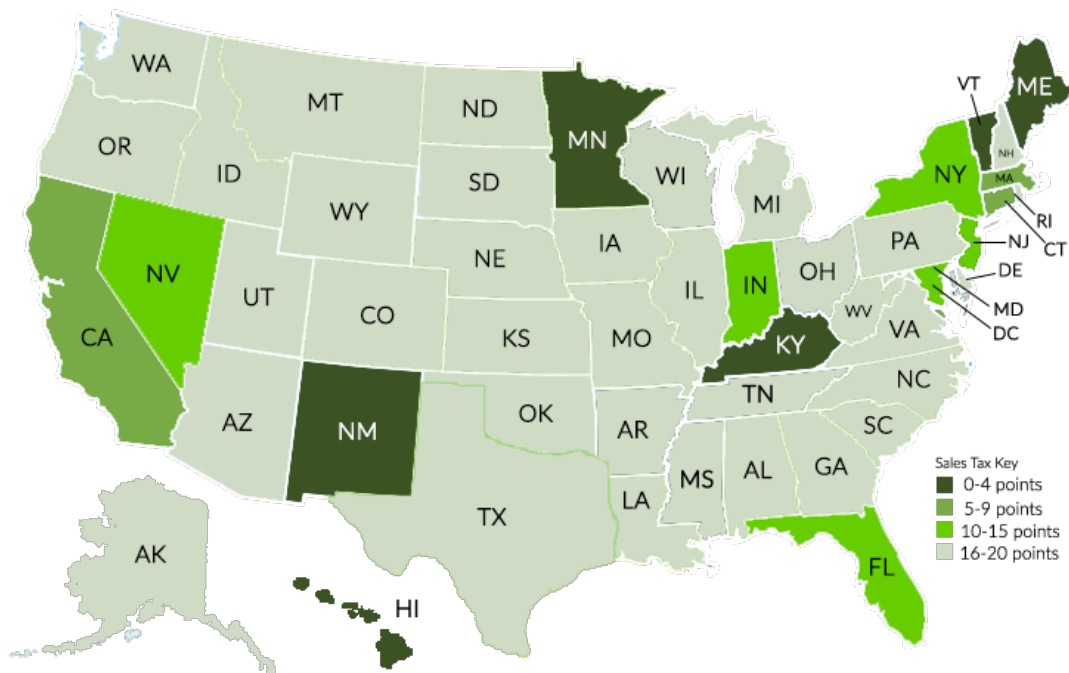 WA
MT
ND
MN
VT
ME
OR
ID
SD
WI
NY
NH
MA
WY
MI
RI
CT
NV
NE
IA
PA
NJ
UT
CO
IL
IN
OH
DE
MD
DC
CA
KS
MO
WV
VA
KY
NC
AZ
NM
OK
AR
TN
SC
MS
AL
GA
LA
TX
Sales Tax Key
0-4 points
5-9 points
10-15 points
16-20 points
AK
FL
HI